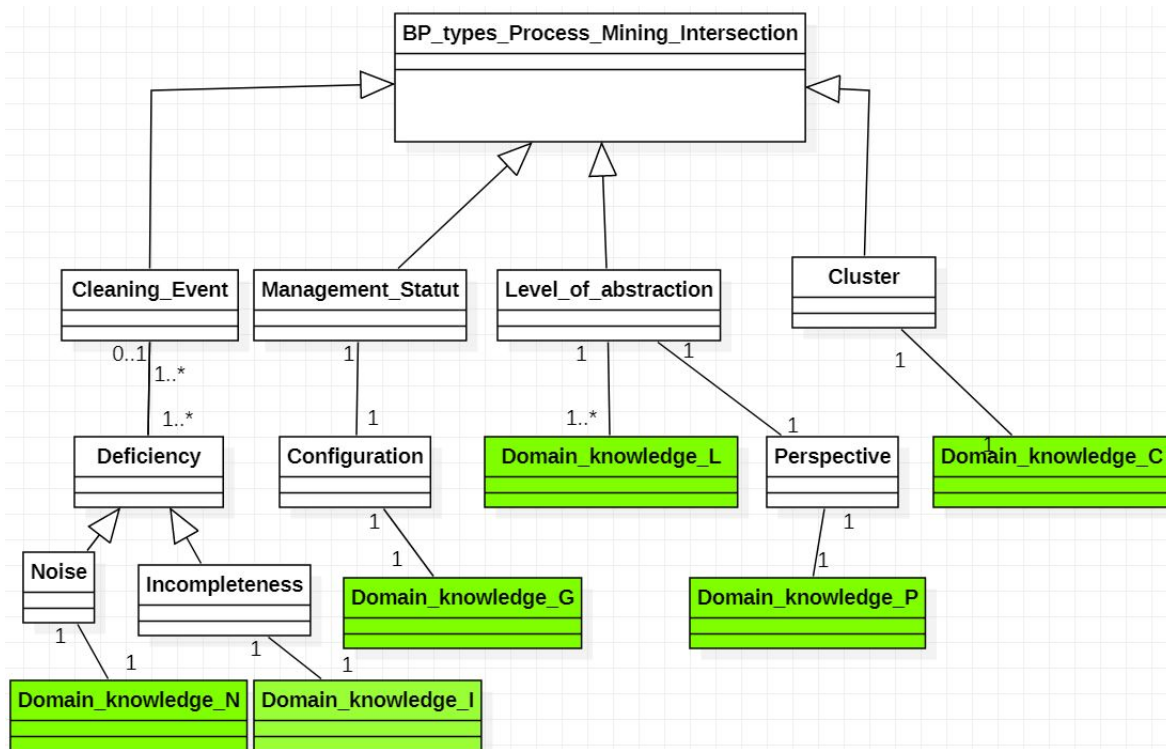 BP_types_Process_Mining_Intersection
Cleaning_Event
Management_Statut
Level_of_abstraction
Cluster
0..1
1..*
1..*
1
1
1
1..*
1
1
1
1
Deficiency
Configuration
Domain_knowledge_L
Perspective
Domain_knowledge_C
1
1
1
1
Noise
Incompleteness
Domain_knowledge_G
Domain_knowledge_P
1
1
1
1
Domain_knowledge_N
Domain_knowledge_I